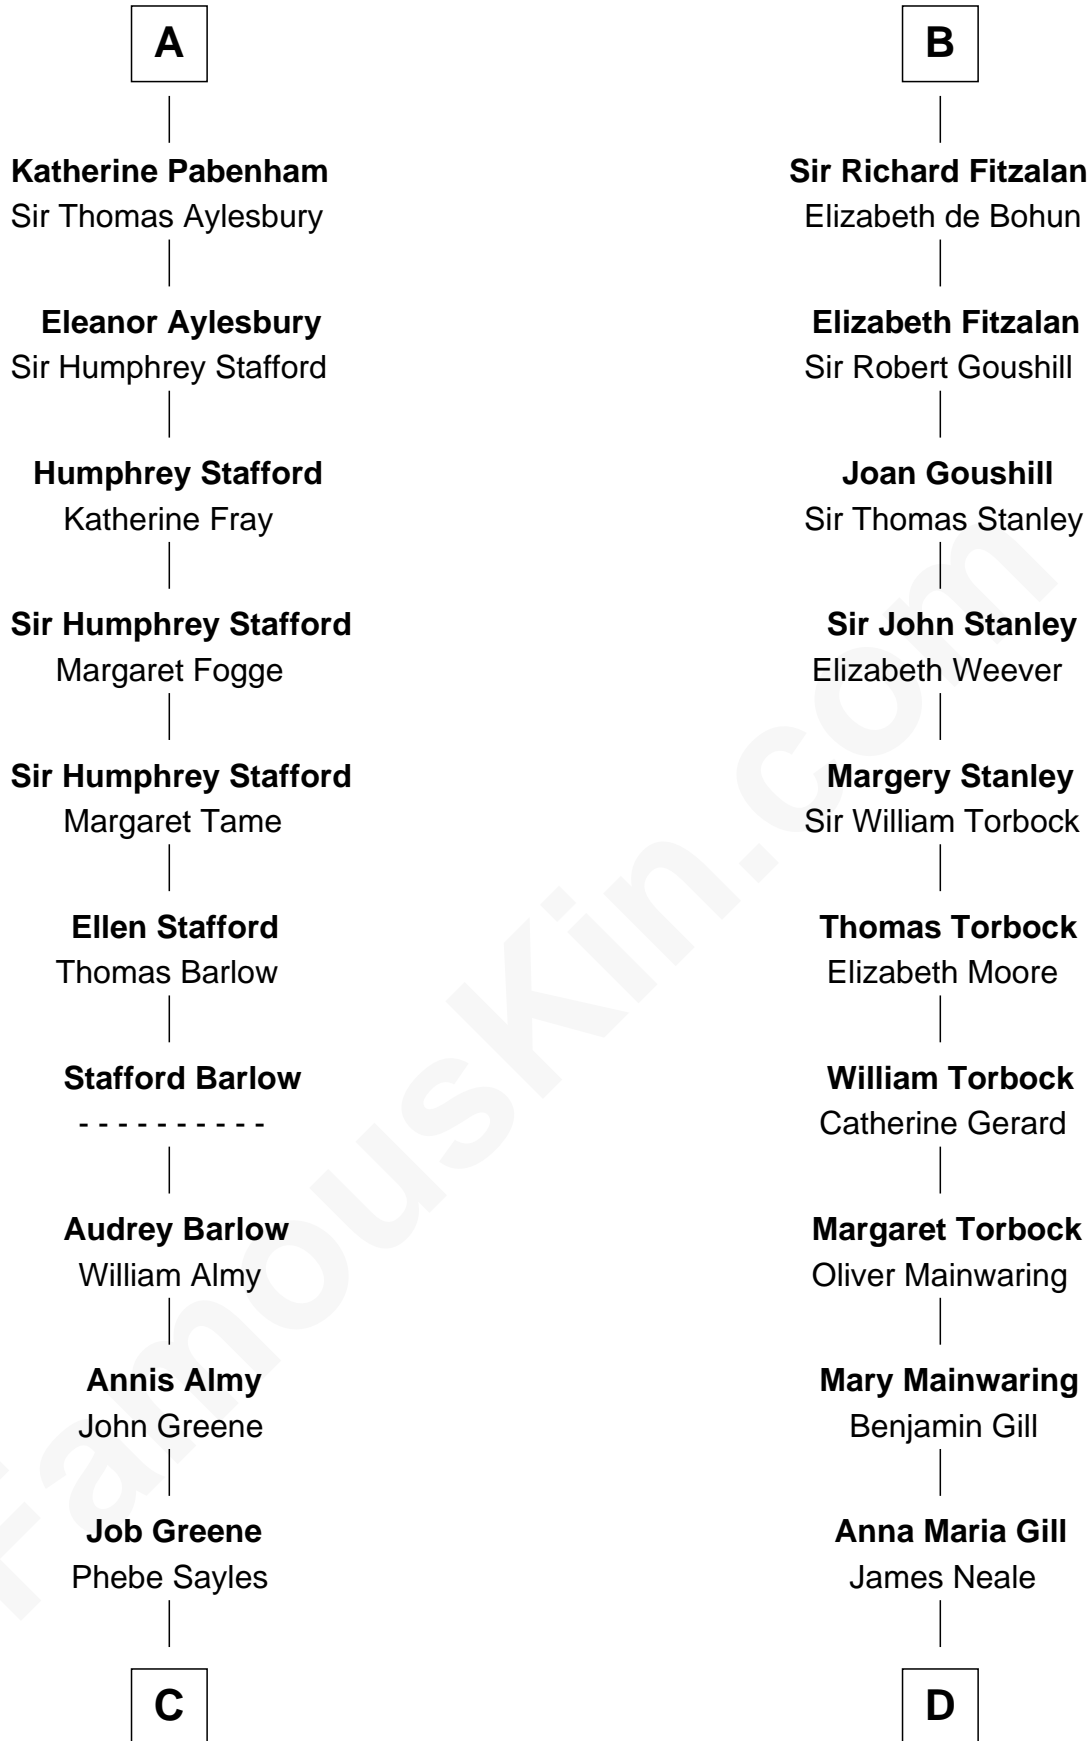 A
Katherine Pabenham
Sir Thomas Aylesbury
Eleanor Aylesbury
Sir Humphrey Stafford
Humphrey Stafford
Katherine Fray
Sir Humphrey Stafford
Margaret Fogge
Sir Humphrey Stafford
Margaret Tame
Ellen Stafford
Thomas Barlow
Stafford Barlow
- - - - - - - - - -
Audrey Barlow
William Almy
Annis Almy
John Greene
Job Greene
Phebe Sayles
C
B
Sir Richard Fitzalan
Elizabeth de Bohun
Elizabeth Fitzalan
Sir Robert Goushill
Joan Goushill
Sir Thomas Stanley
Sir John Stanley
Elizabeth Weever
Margery Stanley
Sir William Torbock
Thomas Torbock
Elizabeth Moore
William Torbock
Catherine Gerard
Margaret Torbock
Oliver Mainwaring
Mary Mainwaring
Benjamin Gill
Anna Maria Gill
James Neale
D
FamousKin.com